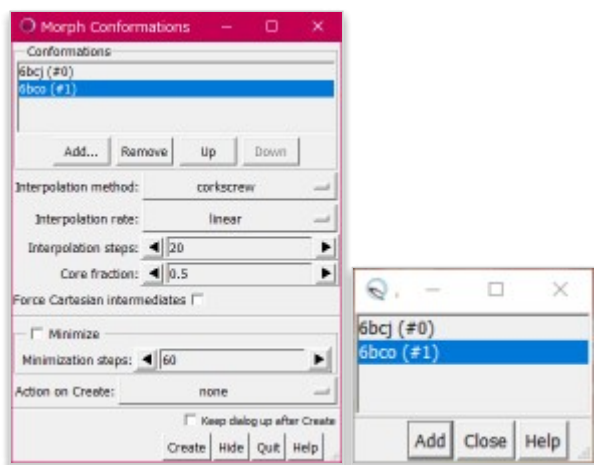 Morph Conformations
Conformations
6bcj (#0)
6bco (#1)
Add... Remove Up Down
Interpolation method: corkscrew
Interpolation rate: linear
Interpolation steps: 20
Core fraction: 0.5
Force Cartesian intermediates
Minimize
Minimization steps: 60
Action on Create: none
Keep dialog up after Create
Create Hide Quit Help
6bcj (#0)
6bco (#1)
Add Close Help